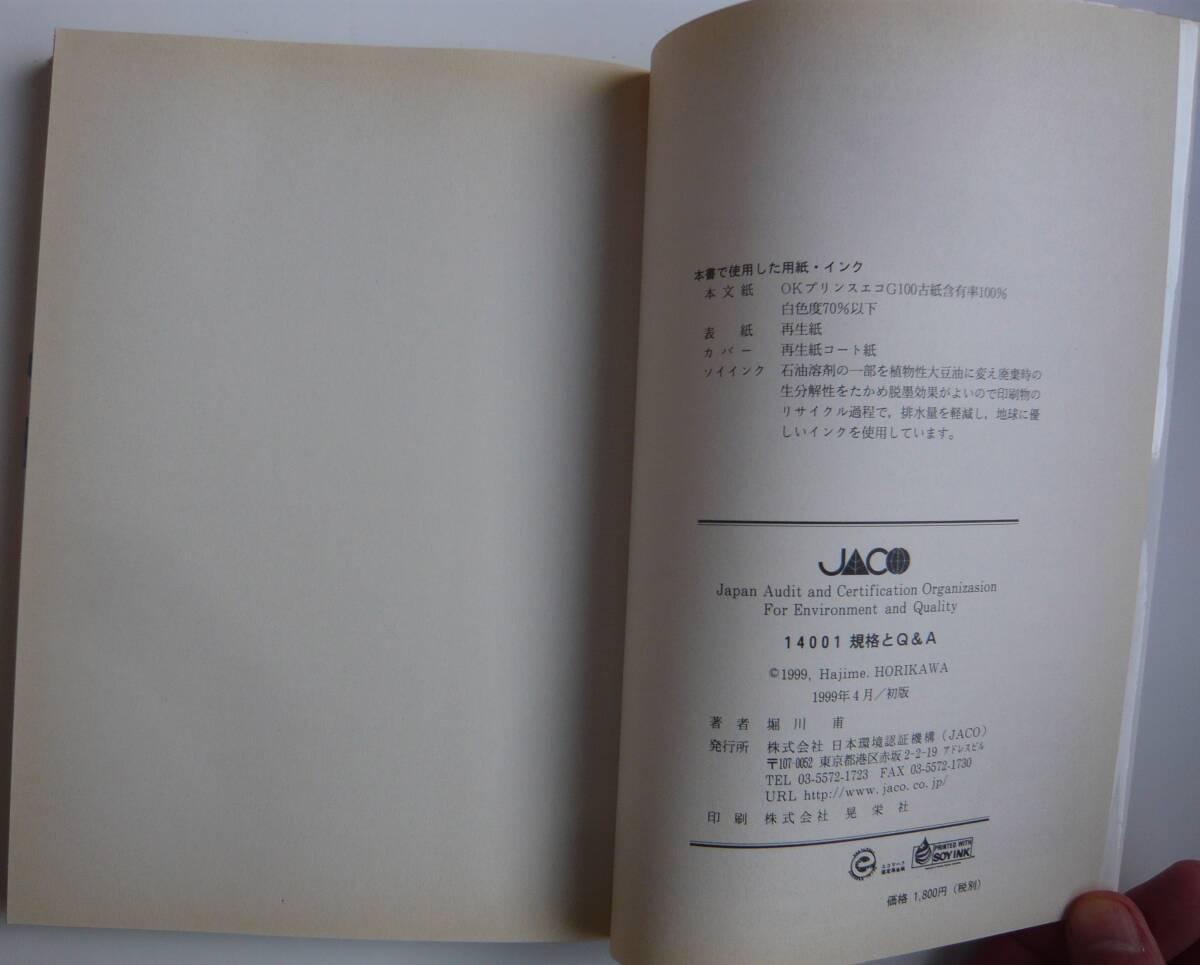 本書で使用した用紙・インク
本文紙 OKプリンスエコG100古紙含有率100%
白色度70%以下
表紙 再生紙
カバー 再生紙コート紙
ソイインク 石油溶剤の一部を植物性大豆油に変え廃棄時の
生分解性をたかめ脱墨効果がよいので印刷物の
リサイクル過程で，排水量を軽減し，地球に優
しいインクを使用しています。
JACO
Japan Audit and Certification Organizasion
For Environment and Quality
14001 規格とQ&A
©1999, Hajime. HORIKAWA
1999年4月／初版
著者 堀川 甫
発行所 株式会社 日本環境認証機構(JACO)
〒107-0052 東京都港区赤坂2-2-19 アドレスビル
TEL 03-5572-1723 FAX 03-5572-1730
URL http://www.jaco.co.jp/
印刷 株式会社 晃栄社
PRINTED WITH
SOY INK
価格 1,800円（税別）